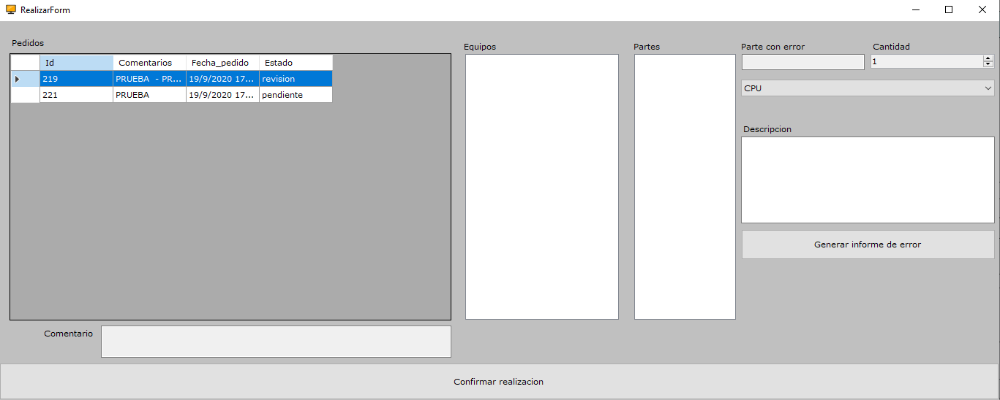 RealizarForm
Pedidos
Id Comentarios Fecha_pedido Estado
219 PRUEBA - PR... 19/9/2020 17... revision
221 PRUEBA 19/9/2020 17... pendiente
Comentario
Equipos
Partes
Parte con error Cantidad
1
CPU
Descripcion
Generar informe de error
Confirmar realizacion